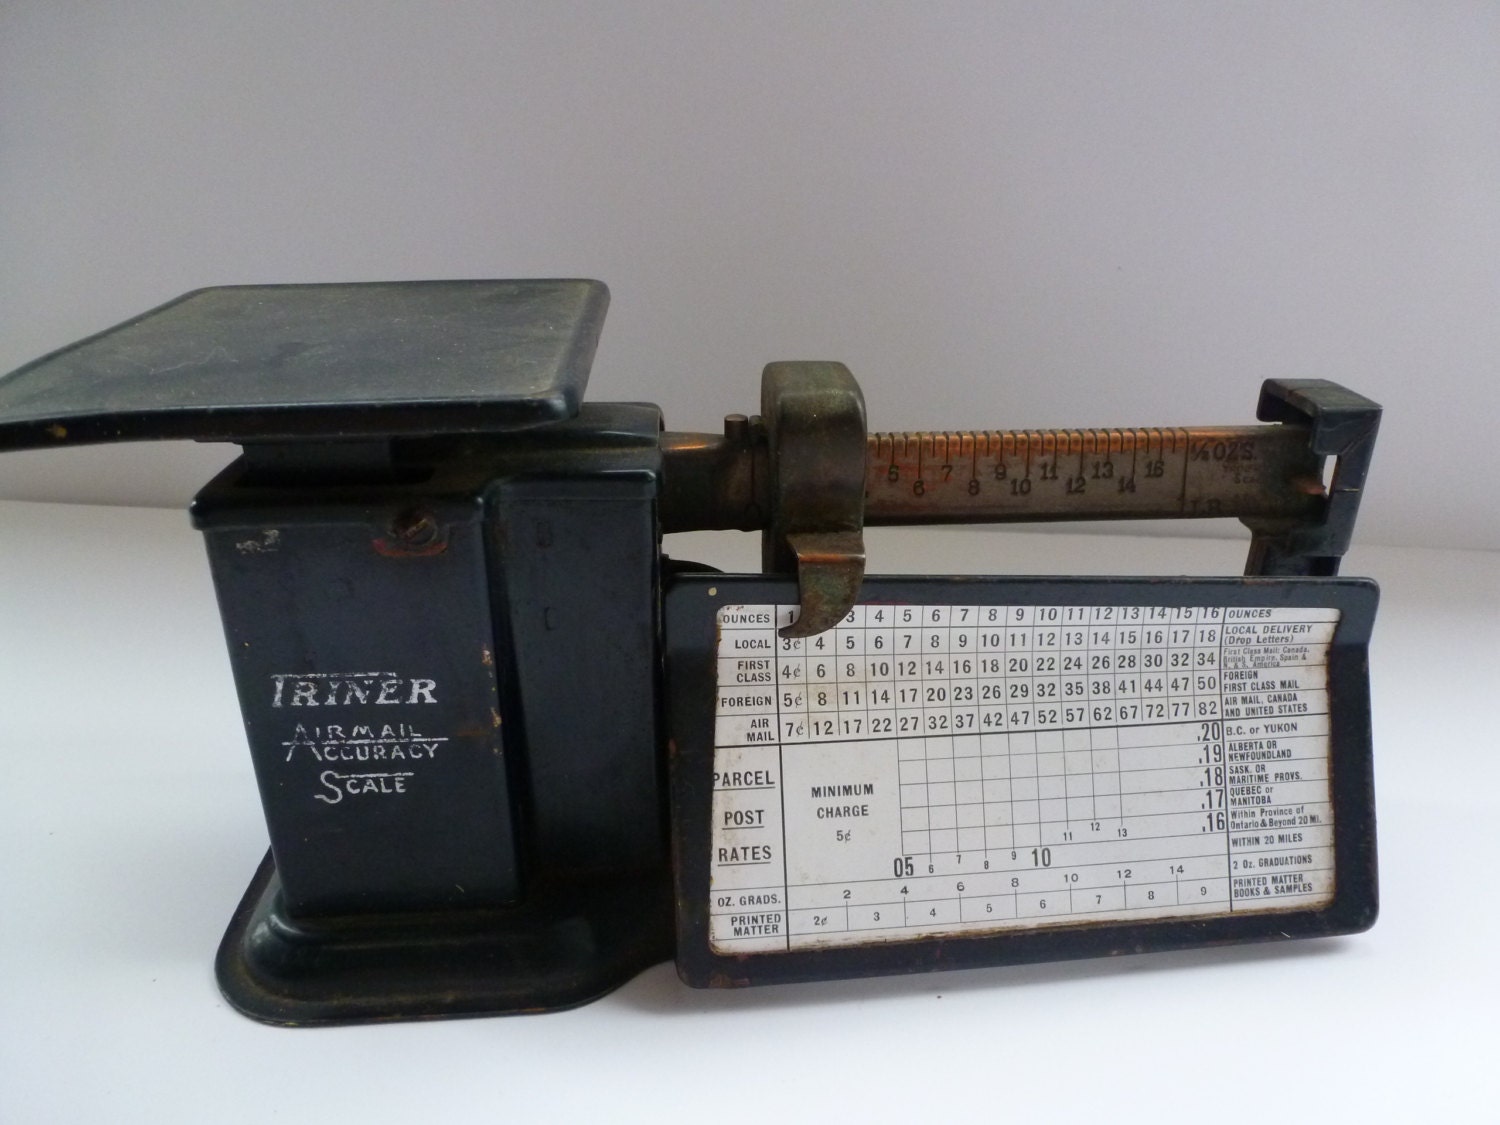 5 7 9 11 13 15 ½ OZ'S.
6 8 10 12 14
TRINER
AIRMAIL
ACCURACY
SCALE
OUNCES 1 3 4 5 6 7 8 9 10 11 12 13 14 15 16 OUNCES
LOCAL 3¢ 4 5 6 7 8 9 10 11 12 13 14 15 16 17 18 LOCAL DELIVERY
(Drop Letters)
FIRST
CLASS 4¢ 6 8 10 12 14 16 18 20 22 24 26 28 30 32 34 First Class Mail: Canada,
British Empire, Spain &
N. & S. America
FOREIGN 5¢ 8 11 14 17 20 23 26 29 32 35 38 41 44 47 50 FOREIGN
FIRST CLASS MAIL
AIR
MAIL 7¢ 12 17 22 27 32 37 42 47 52 57 62 67 72 77 82 AIR MAIL, CANADA
AND UNITED STATES
PARCEL
POST
RATES
MINIMUM
CHARGE
5¢
.20 B.C. or YUKON
.19 ALBERTA OR
NEWFOUNDLAND
.18 SASK. OR
MARITIME PROVS.
.17 QUEBEC or
MANITOBA
.16 Within Province of
Ontario & Beyond 20 Mi.
05 6 7 8 9 10 11 12 13 WITHIN 20 MILES
OZ. GRADS. 2 4 6 8 10 12 14 2 Oz. GRADUATIONS
PRINTED
MATTER 2¢ 3 4 5 6 7 8 9 PRINTED MATTER
BOOKS & SAMPLES